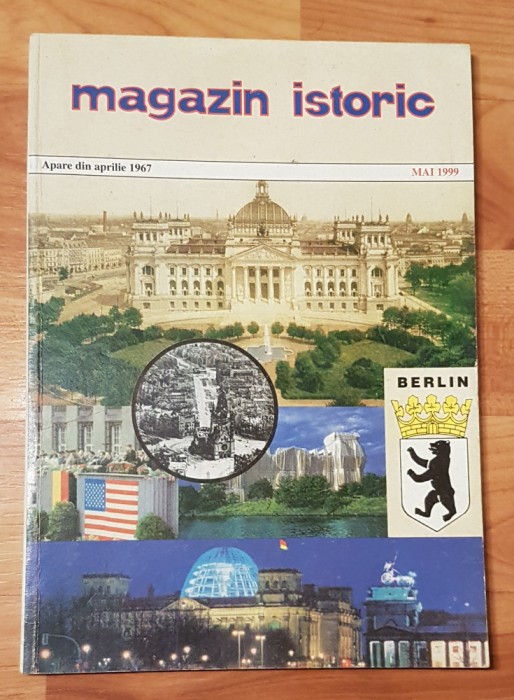 magazin istoric
Apare din aprilie 1967
MAI 1999
BERLIN